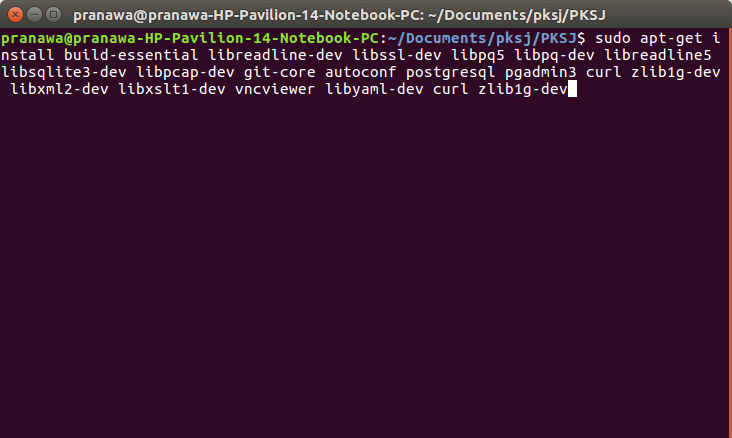 pranawa@pranawa-HP-Pavilion-14-Notebook-PC: ~/Documents/pksj/PKSJ
pranawa@pranawa-HP-Pavilion-14-Notebook-PC:~/Documents/pksj/PKSJ$ sudo apt-get i
nstall build-essential libreadline-dev libssl-dev libpq5 libpq-dev libreadline5
libsqlite3-dev libpcap-dev git-core autoconf postgresql pgadmin3 curl zlib1g-dev
libxml2-dev libxslt1-dev vncviewer libyaml-dev curl zlib1g-dev